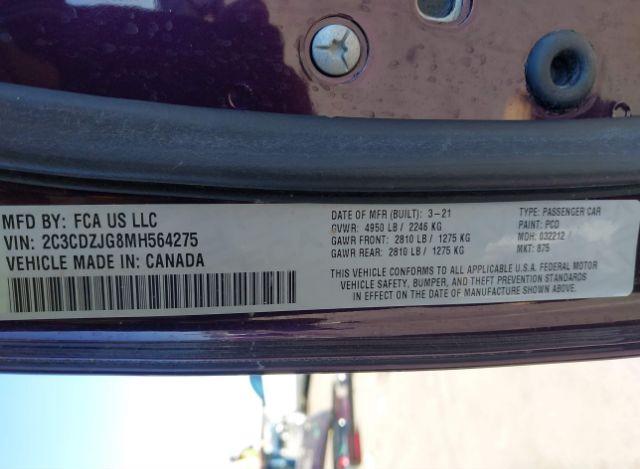 MFD BY: FCA US LLC
VIN: 2C3CDZJG8MH564275
VEHICLE MADE IN: CANADA
DATE OF MFR (BUILT): 3-21
GVWR: 4950 LB / 2246 KG
GAWR FRONT: 2810 LB / 1275 KG
GAWR REAR: 2810 LB / 1275 KG
TYPE: PASSENGER CAR
PAINT: PCD
MDH: 032212 /
MKT: 875
THIS VEHICLE CONFORMS TO ALL APPLICABLE U.S.A. FEDERAL MOTOR
VEHICLE SAFETY, BUMPER, AND THEFT PREVENTION STANDARDS
IN EFFECT ON THE DATE OF MANUFACTURE SHOWN ABOVE.